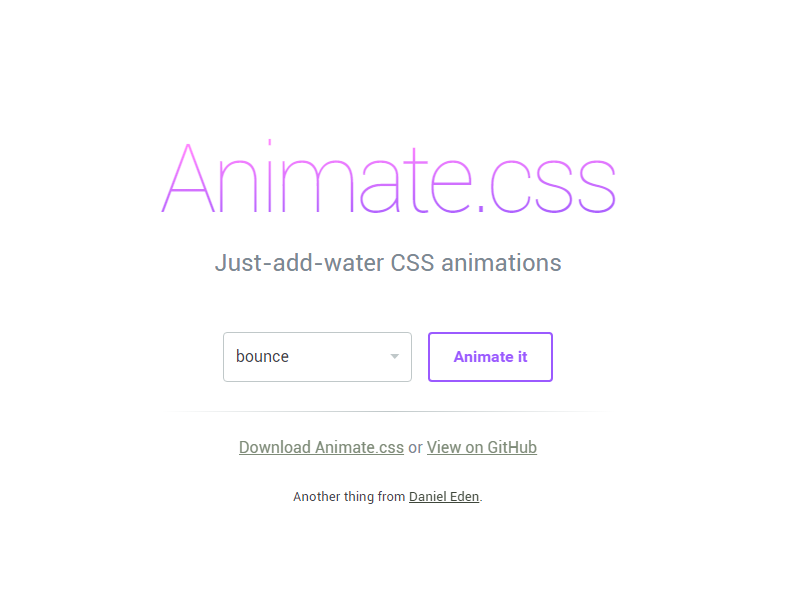 Animate.css
Just-add-water CSS animations
bounce
Animate it
Download Animate.css or View on GitHub
Another thing from Daniel Eden.